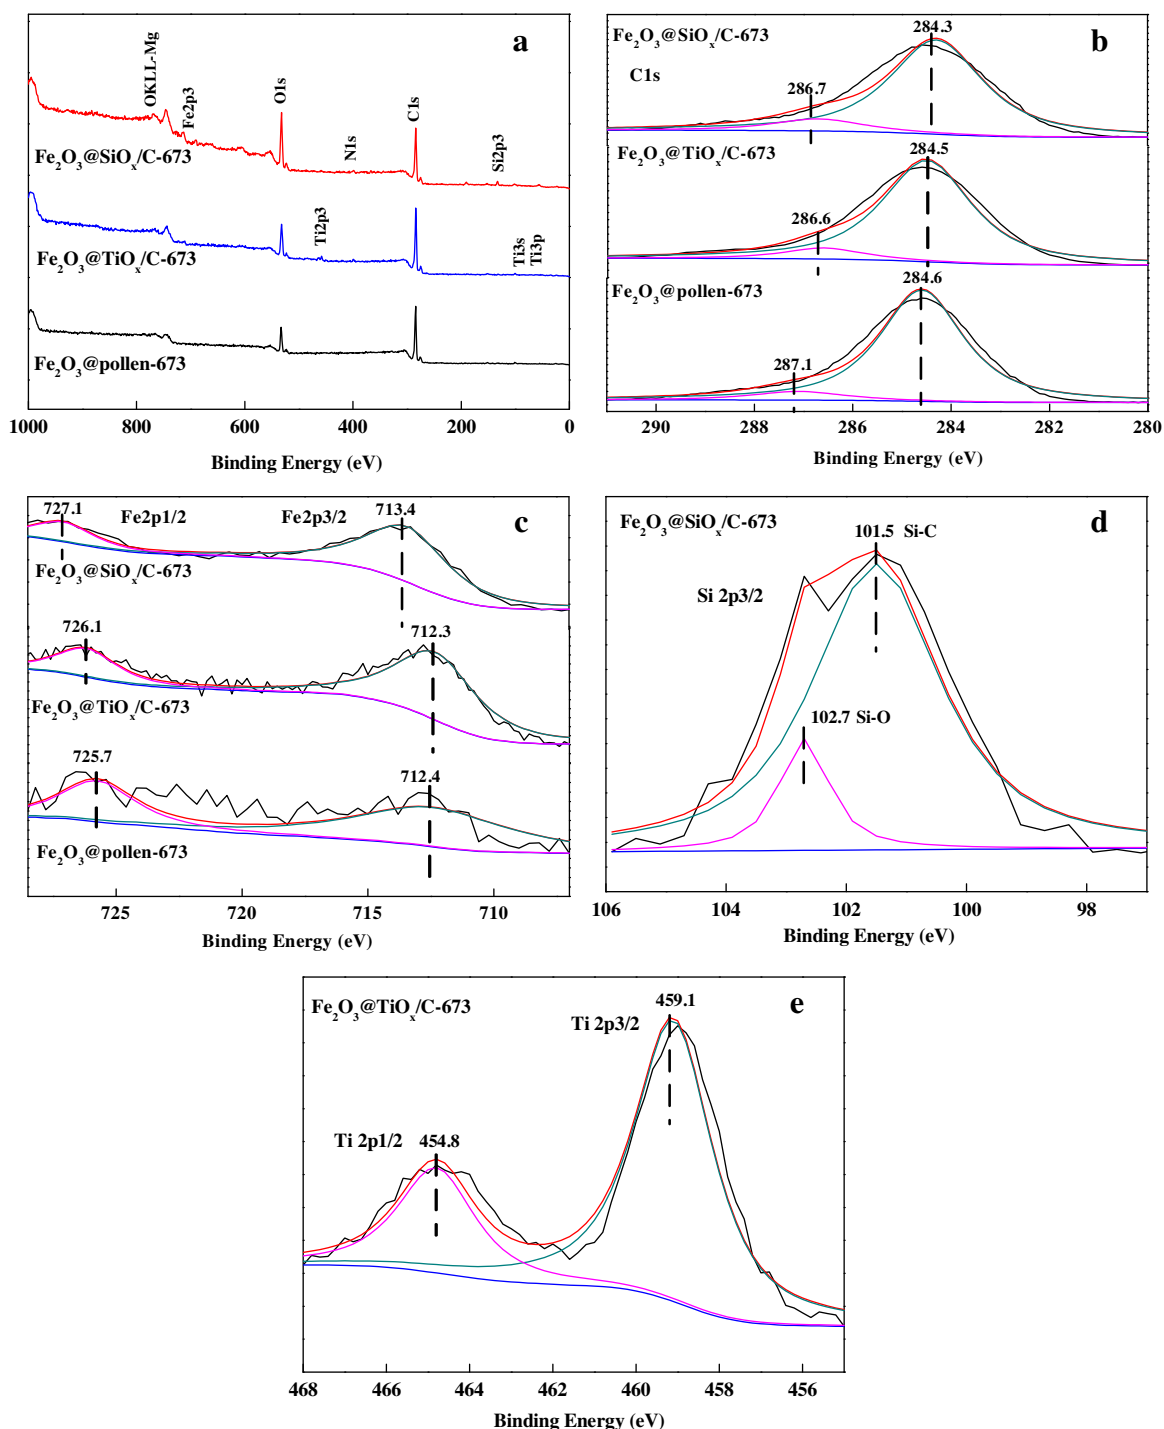 a
OKLL-Mg
Fe2p3
O1s
N1s
C1s
Si2p3
Fe₂O₃@SiOₓ/C-673
Ti2p3
Ti3s
Ti3p
Fe₂O₃@TiOₓ/C-673
Fe₂O₃@pollen-673
1000 800 600 400 200 0
Binding Energy (eV)
Fe₂O₃@SiOₓ/C-673
284.3
b
C1s
286.7
Fe₂O₃@TiOₓ/C-673
284.5
286.6
Fe₂O₃@pollen-673
284.6
287.1
290 288 286 284 282 280
Binding Energy (eV)
727.1 Fe2p1/2 Fe2p3/2 713.4 c
Fe₂O₃@SiOₓ/C-673
726.1 712.3
Fe₂O₃@TiOₓ/C-673
725.7 712.4
Fe₂O₃@pollen-673
725 720 715 710
Binding Energy (eV)
Fe₂O₃@SiOₓ/C-673 d
101.5 Si-C
Si 2p3/2
102.7 Si-O
106 104 102 100 98
Binding Energy (eV)
Fe₂O₃@TiOₓ/C-673 459.1 e
Ti 2p3/2
Ti 2p1/2 454.8
468 466 464 462 460 458 456
Binding Energy (eV)